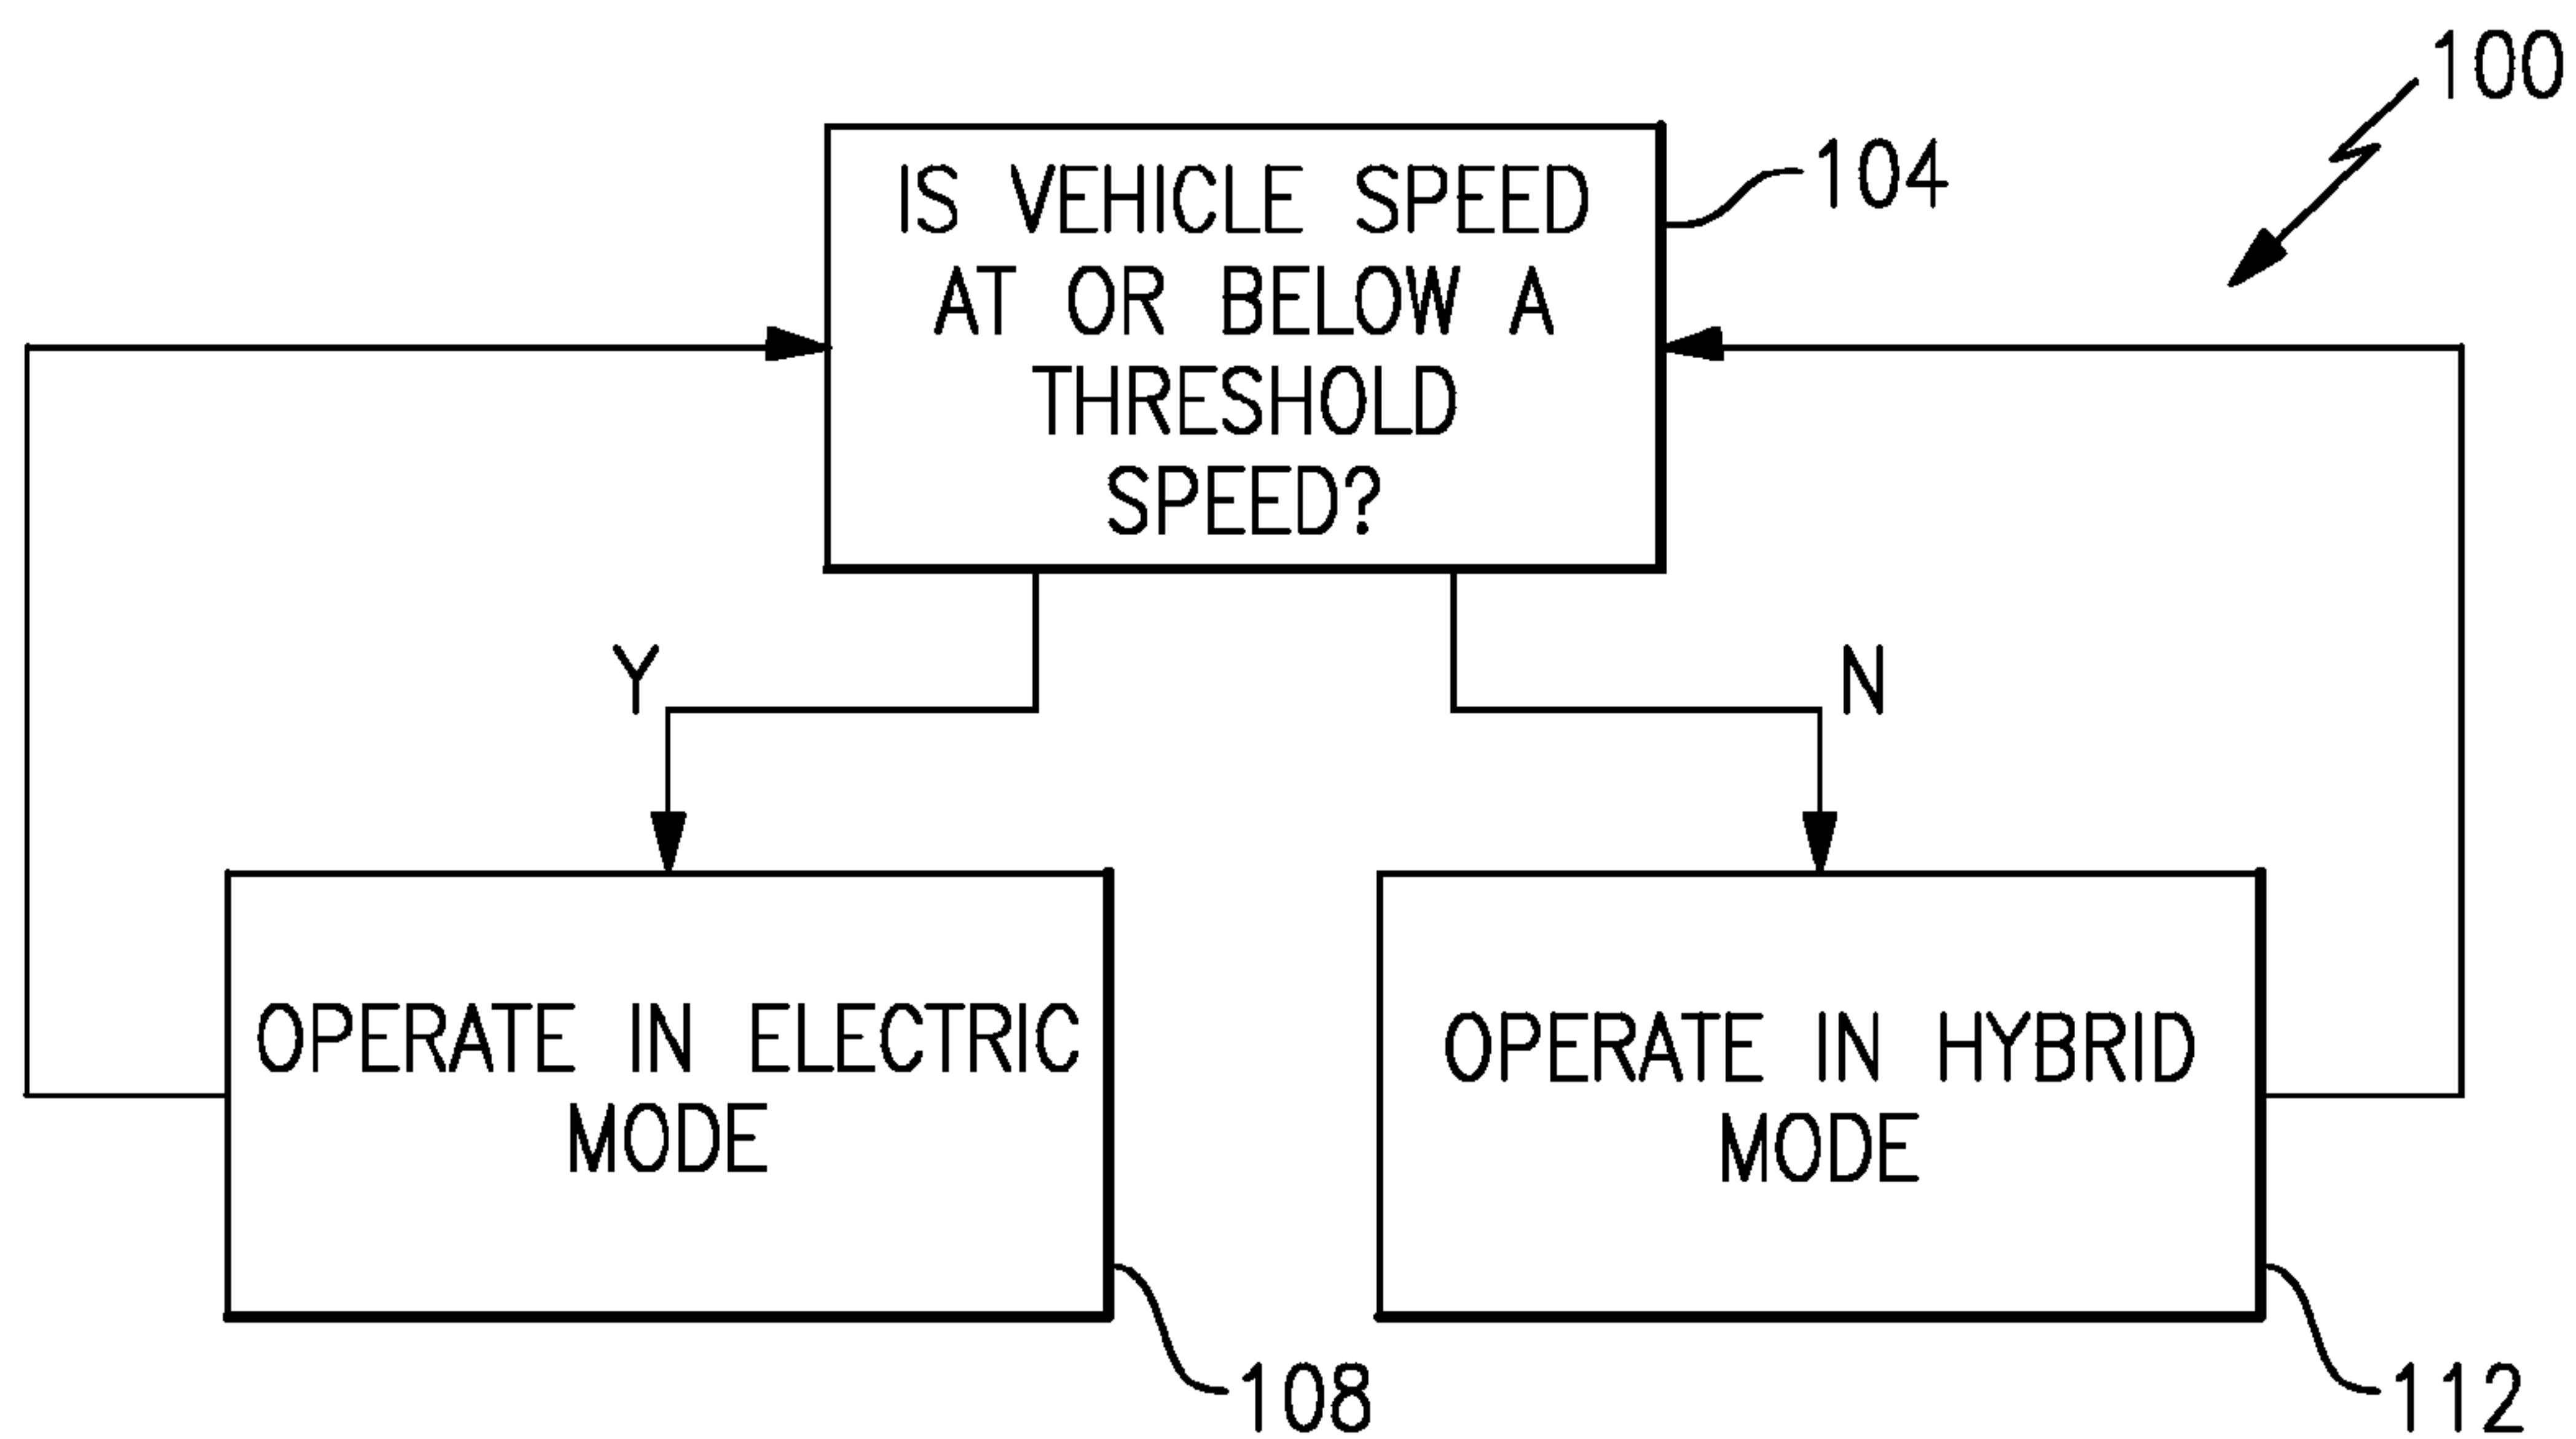 100
IS VEHICLE SPEED
AT OR BELOW A
THRESHOLD
SPEED?
104
Y
N
OPERATE IN ELECTRIC
MODE
OPERATE IN HYBRID
MODE
108
112